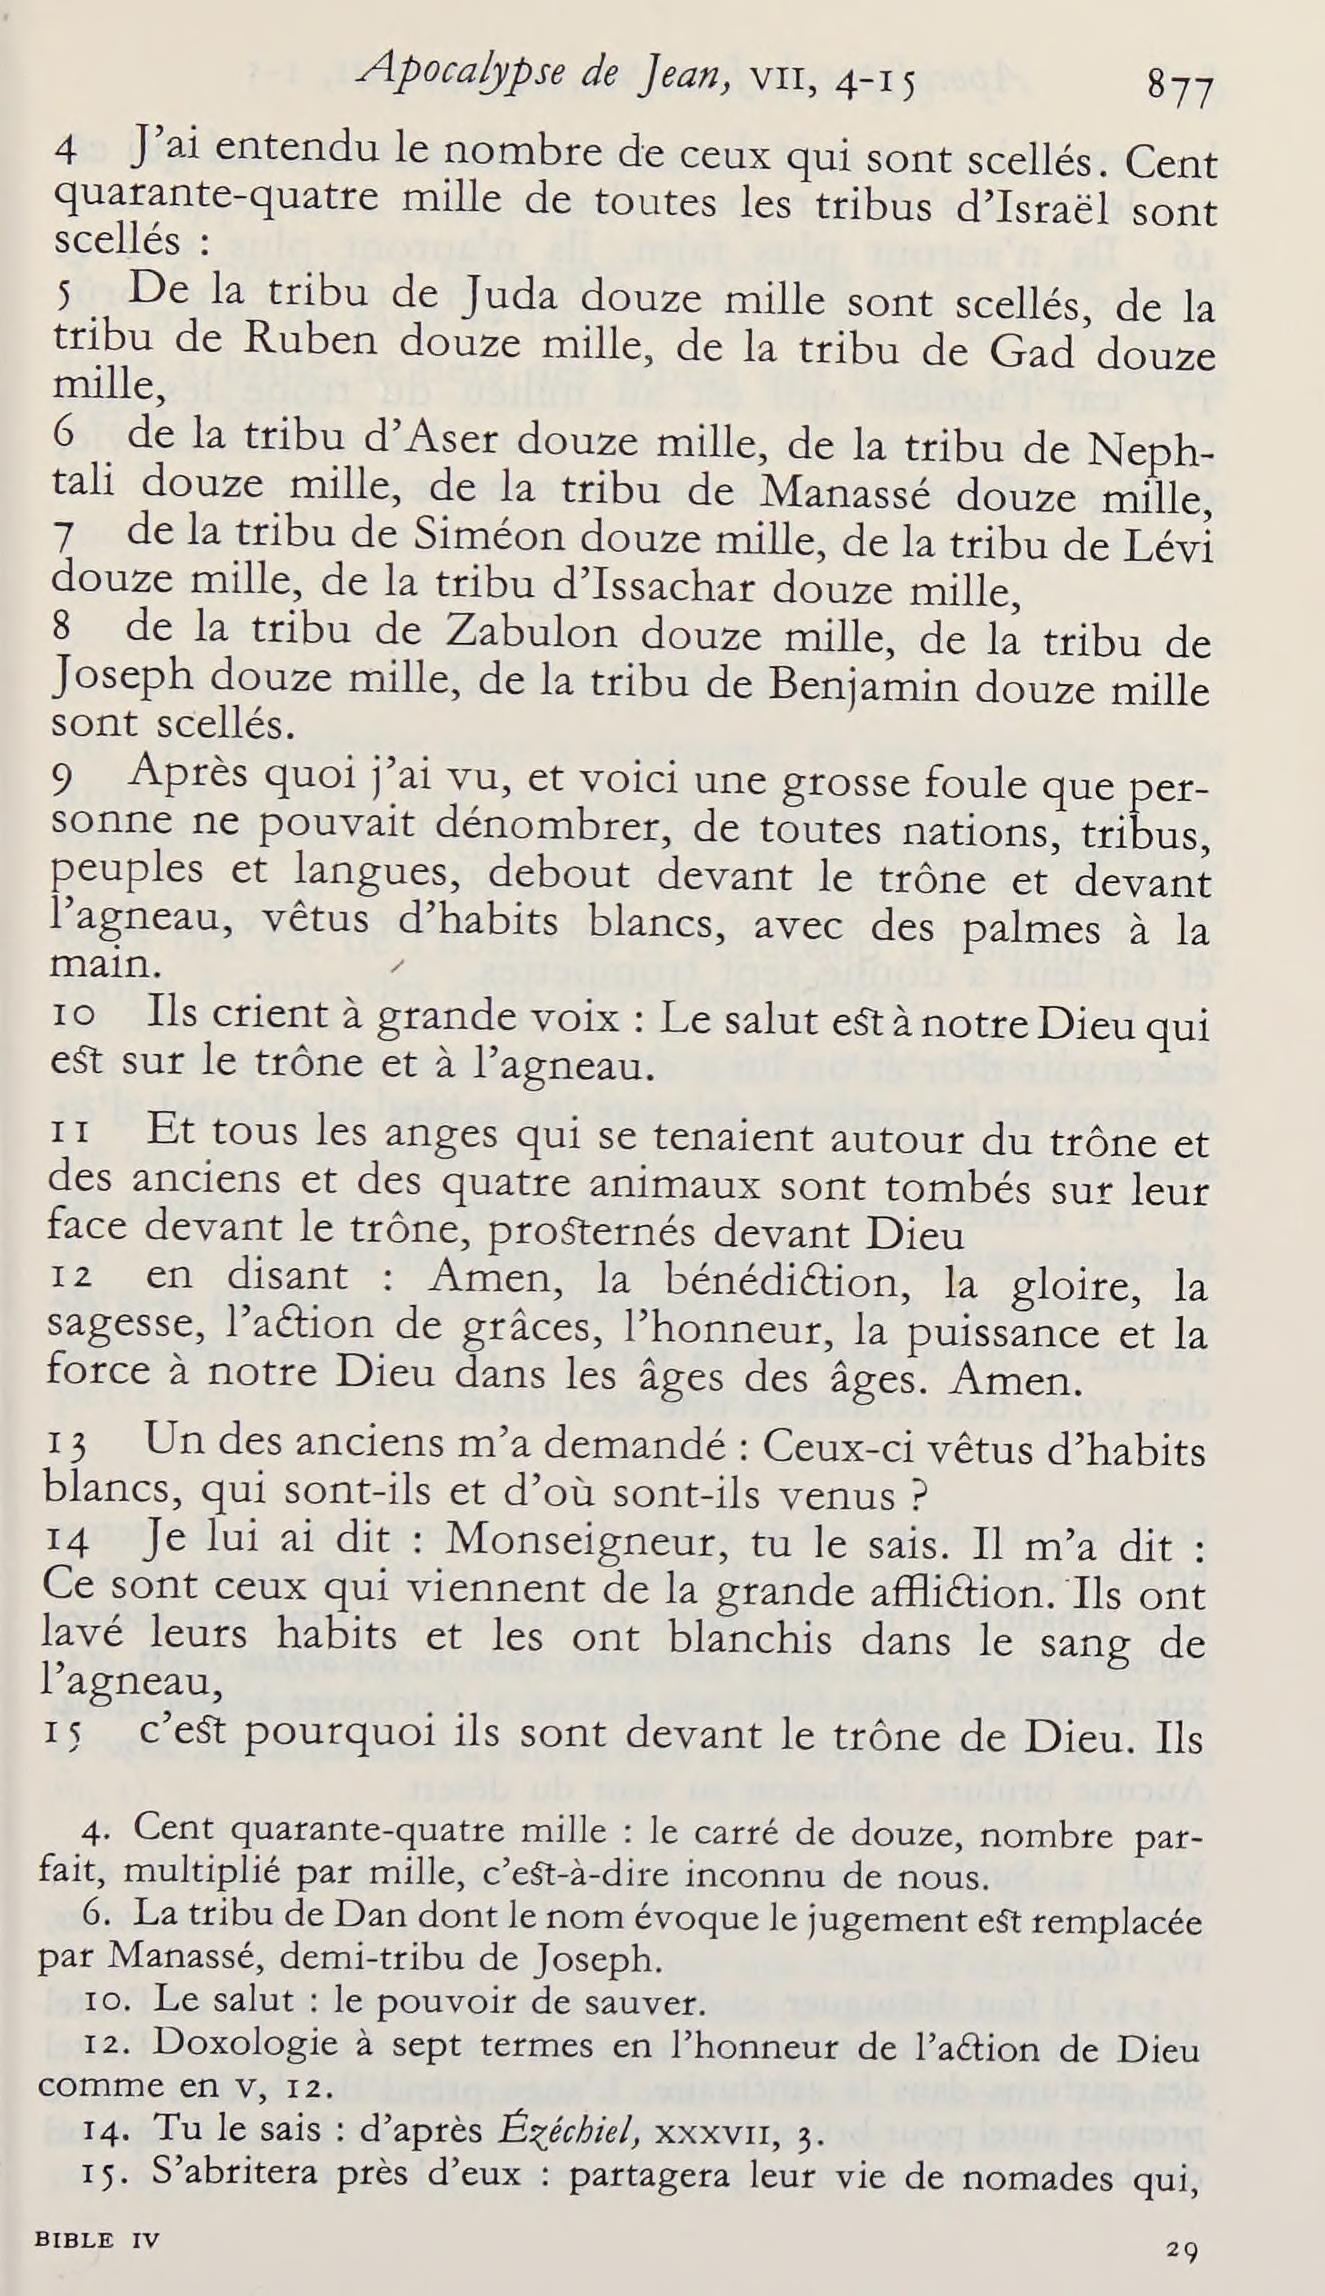 Apocalypse de Jean, VII, 4-15 877
4 J'ai entendu le nombre de ceux qui sont scellés. Cent
quarante-quatre mille de toutes les tribus d'Israël sont
scellés :
5 De la tribu de Juda douze mille sont scellés, de la
tribu de Ruben douze mille, de la tribu de Gad douze
mille,
6 de la tribu d'Aser douze mille, de la tribu de Neph-
tali douze mille, de la tribu de Manassé douze mille,
7 de la tribu de Siméon douze mille, de la tribu de Lévi
douze mille, de la tribu d'Issachar douze mille,
8 de la tribu de Zabulon douze mille, de la tribu de
Joseph douze mille, de la tribu de Benjamin douze mille
sont scellés.
9 Après quoi j'ai vu, et voici une grosse foule que per-
sonne ne pouvait dénombrer, de toutes nations, tribus,
peuples et langues, debout devant le trône et devant
l'agneau, vêtus d'habits blancs, avec des palmes à la
main.
10 Ils crient à grande voix : Le salut est à notre Dieu qui
est sur le trône et à l'agneau.
11 Et tous les anges qui se tenaient autour du trône et
des anciens et des quatre animaux sont tombés sur leur
face devant le trône, prosternés devant Dieu
12 en disant : Amen, la bénédiction, la gloire, la
sagesse, l'action de grâces, l'honneur, la puissance et la
force à notre Dieu dans les âges des âges. Amen.
13 Un des anciens m'a demandé : Ceux-ci vêtus d'habits
blancs, qui sont-ils et d'où sont-ils venus ?
14 Je lui ai dit : Monseigneur, tu le sais. Il m'a dit :
Ce sont ceux qui viennent de la grande affliction. Ils ont
lavé leurs habits et les ont blanchis dans le sang de
l'agneau,
15 c'est pourquoi ils sont devant le trône de Dieu. Ils
4. Cent quarante-quatre mille : le carré de douze, nombre par-
fait, multiplié par mille, c'est-à-dire inconnu de nous.
6. La tribu de Dan dont le nom évoque le jugement est remplacée
par Manassé, demi-tribu de Joseph.
10. Le salut : le pouvoir de sauver.
12. Doxologie à sept termes en l'honneur de l'action de Dieu
comme en V, 12.
14. Tu le sais : d'après Ézéchiel, XXXVII, 3.
15. S'abritera près d'eux : partagera leur vie de nomades qui,
BIBLE IV 29